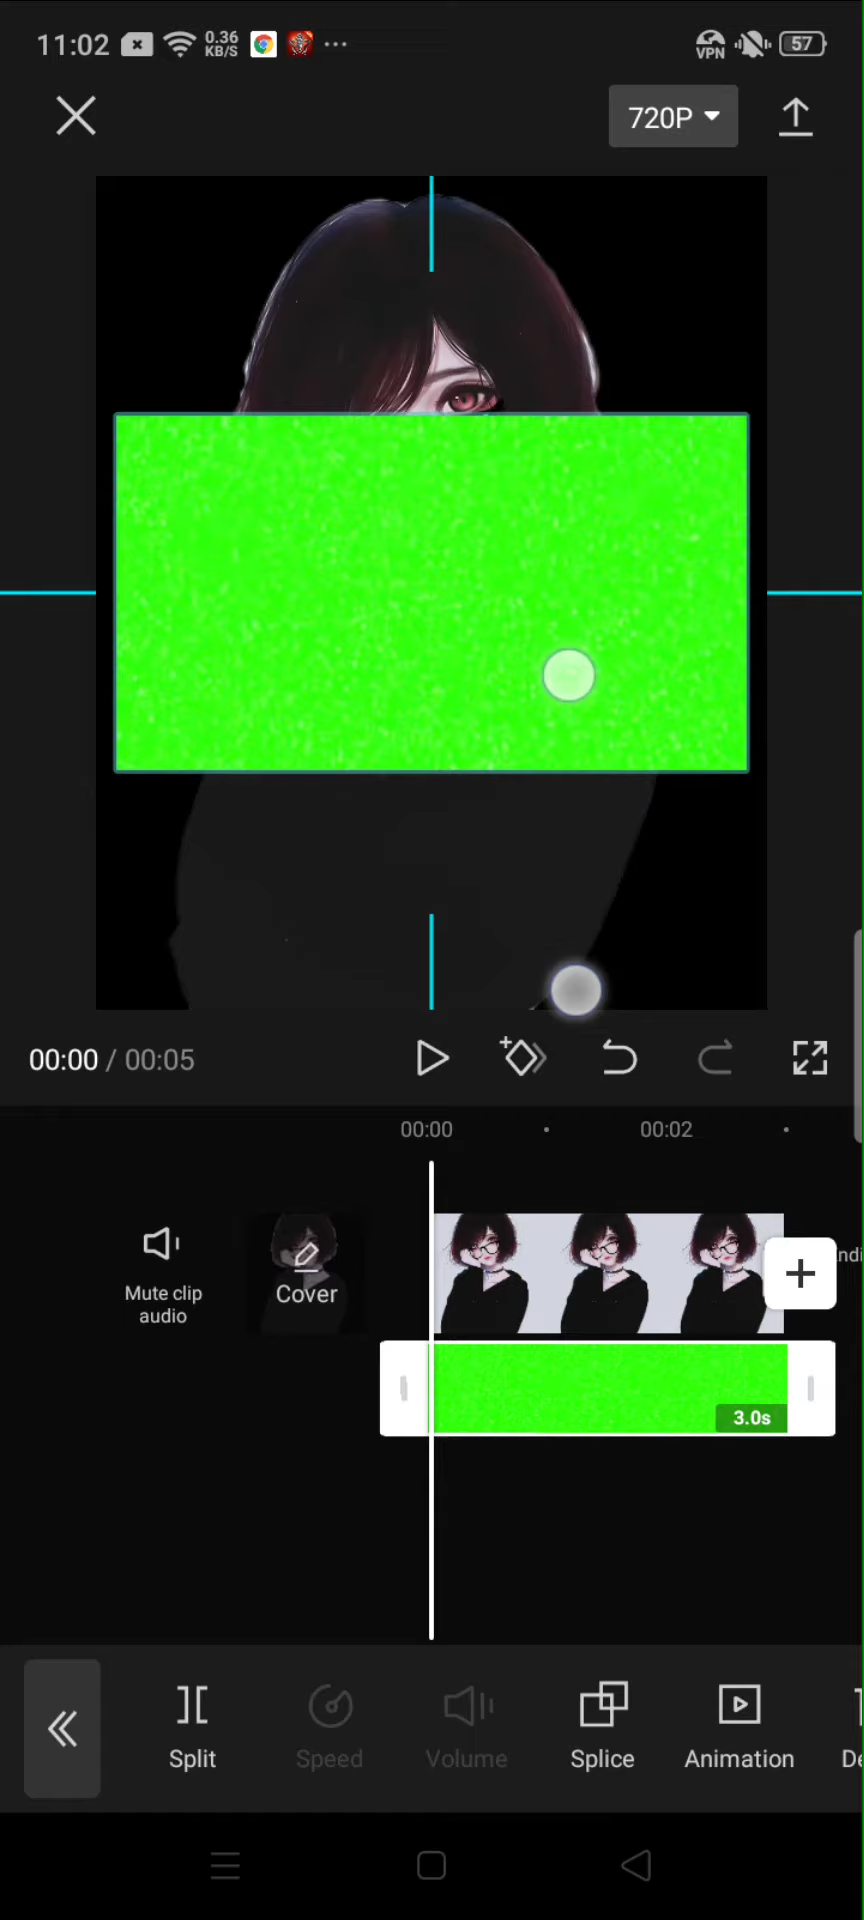 11:02 0.36 KB/S ... VPN 57
720P
00:00 / 00:05
00:00 00:02
Mute clip audio
Cover
3.0s
Split Speed Volume Splice Animation